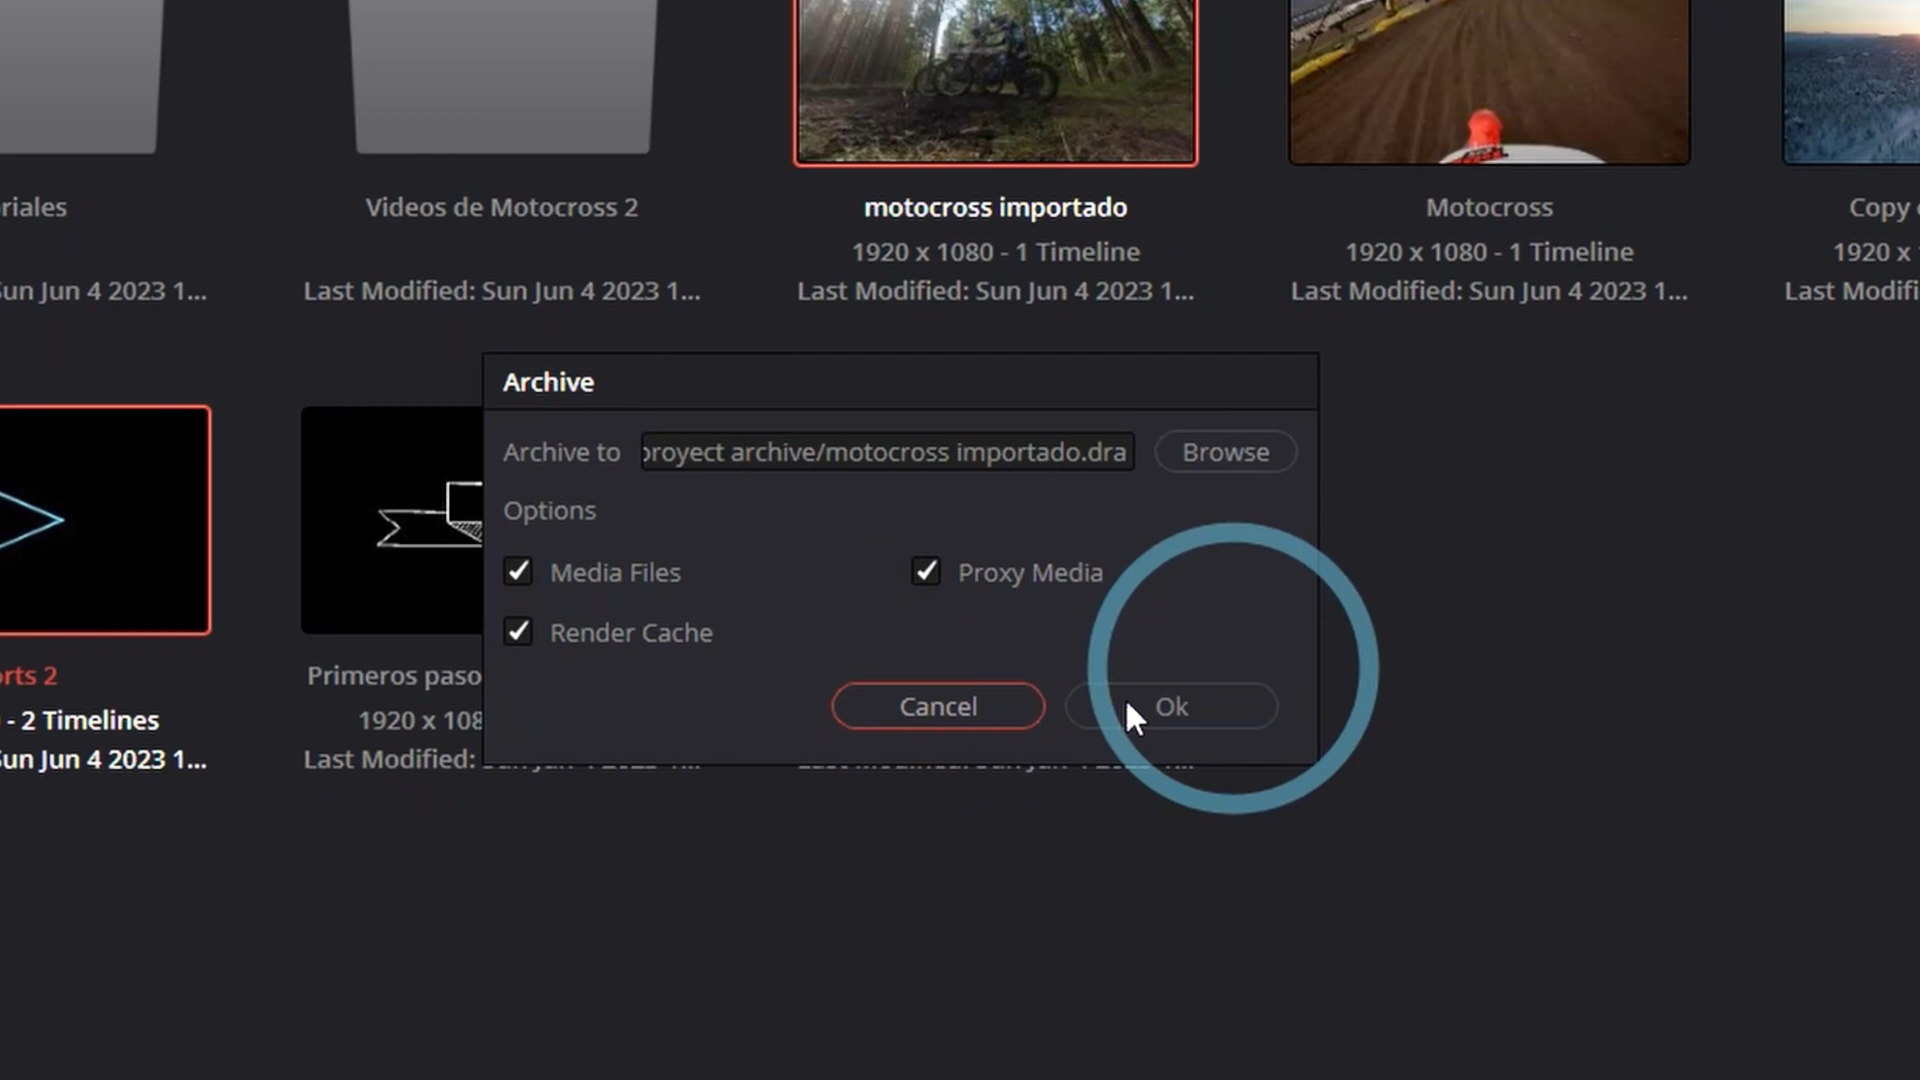 riales
Videos de Motocross 2
motocross importado
Motocross
Copy
1920 x 1080 - 1 Timeline
1920 x 1080 - 1 Timeline
1920 x
Sun Jun 4 2023 1...
Last Modified: Sun Jun 4 2023 1...
Last Modified: Sun Jun 4 2023 1...
Last Modified: Sun Jun 4 2023 1...
Last Modifi
Archive
Archive to
proyect archive/motocross importado.dra
Browse
Options
Media Files
Proxy Media
Render Cache
Cancel
Ok
rts 2
Primeros paso
- 2 Timelines
1920 x 108
Sun Jun 4 2023 1...
Last Modified: